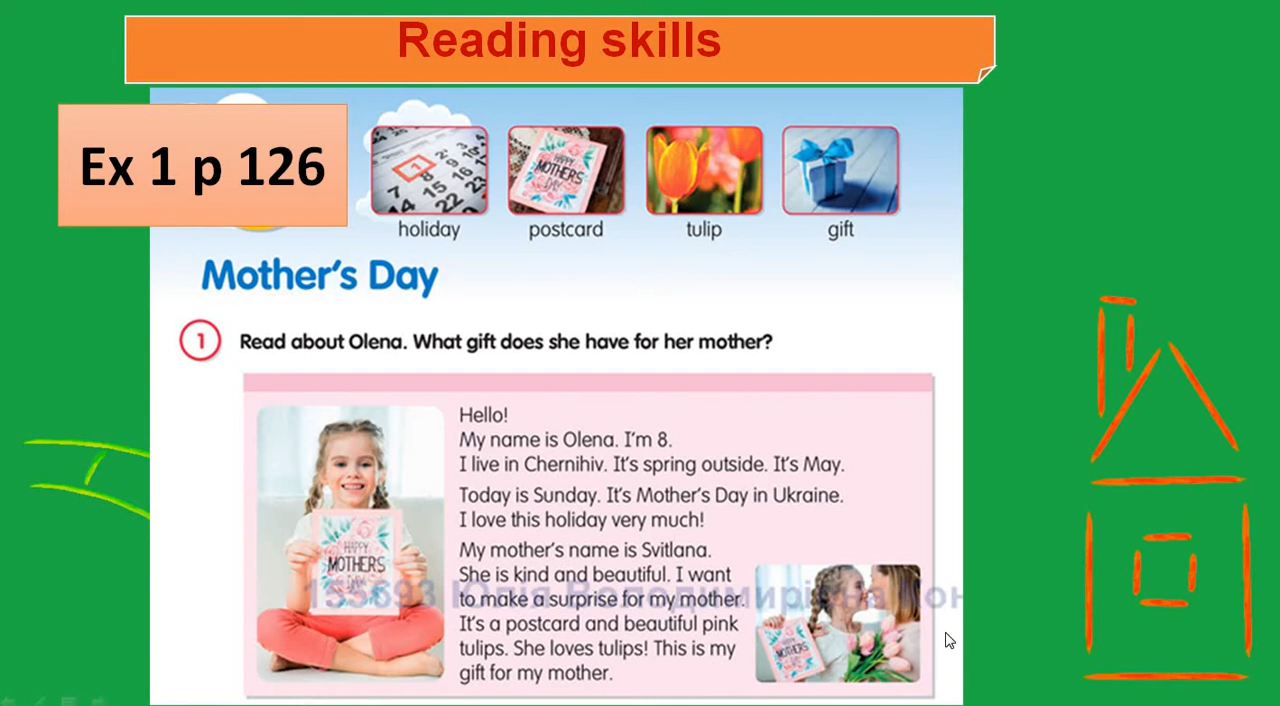 Reading skills
Ex 1 p 126
holiday
postcard
tulip
gift
Mother's Day
1
Read about Olena. What gift does she have for her mother?
Hello!
My name is Olena. I'm 8.
I live in Chernihiv. It's spring outside. It's May.
Today is Sunday. It's Mother's Day in Ukraine.
I love this holiday very much!
My mother's name is Svitlana.
She is kind and beautiful. I want
to make a surprise for my mother.
It's a postcard and beautiful pink
tulips. She loves tulips! This is my
gift for my mother.
HAPPY
MOTHERS
DAY